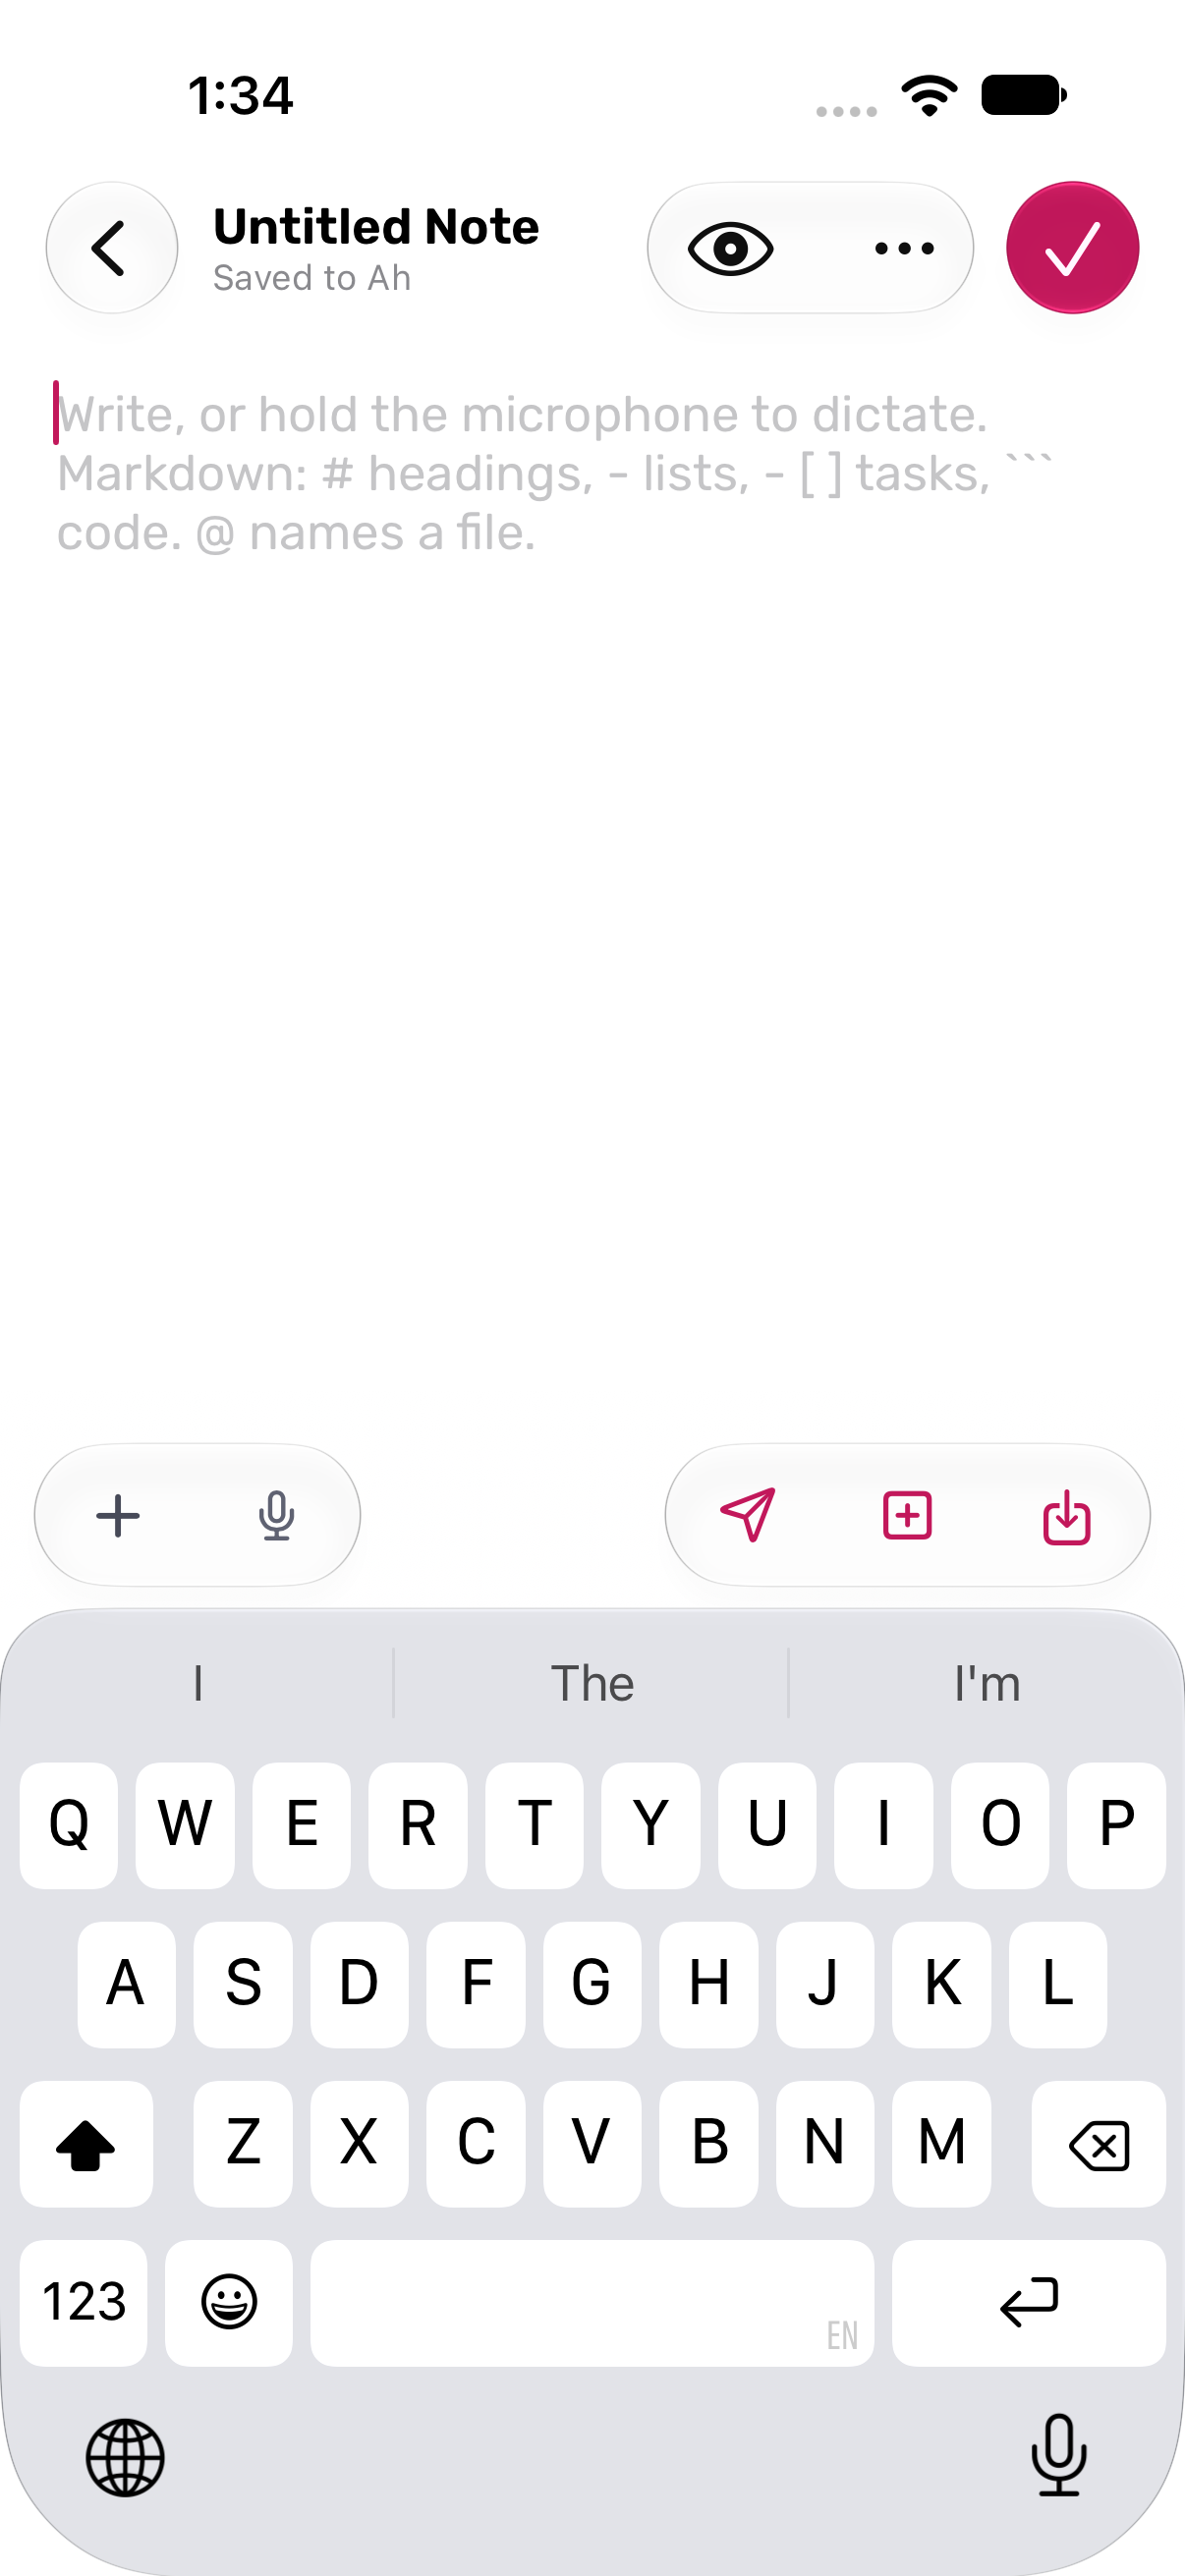 1:34
Untitled Note
Saved to Ah
Write, or hold the microphone to dictate.
Markdown: # headings, - lists, - [ ] tasks, ```
code. @ names a file.
I The I'm
Q W E R T Y U I O P
A S D F G H J K L
Z X C V B N M
123
EN